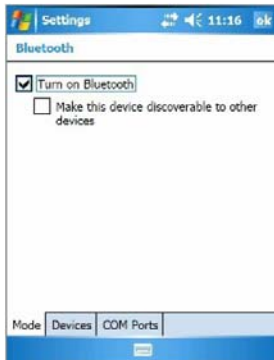 Settings 11:16 ok
Bluetooth
Turn on Bluetooth
Make this device discoverable to other
devices
Mode Devices COM Ports